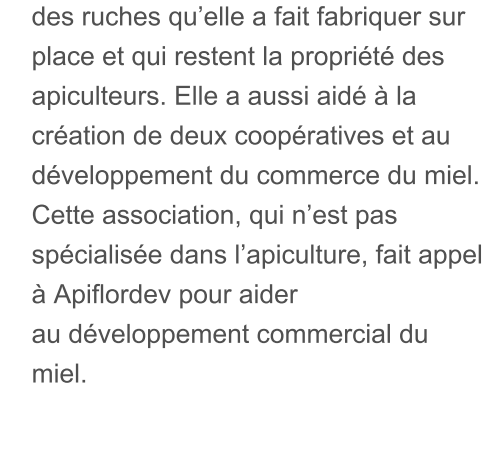 des ruches qu’elle a fait fabriquer sur
place et qui restent la propriété des
apiculteurs. Elle a aussi aidé à la
création de deux coopératives et au
développement du commerce du miel.
Cette association, qui n’est pas
spécialisée dans l’apiculture, fait appel
à Apiflordev pour aider
au développement commercial du
miel.